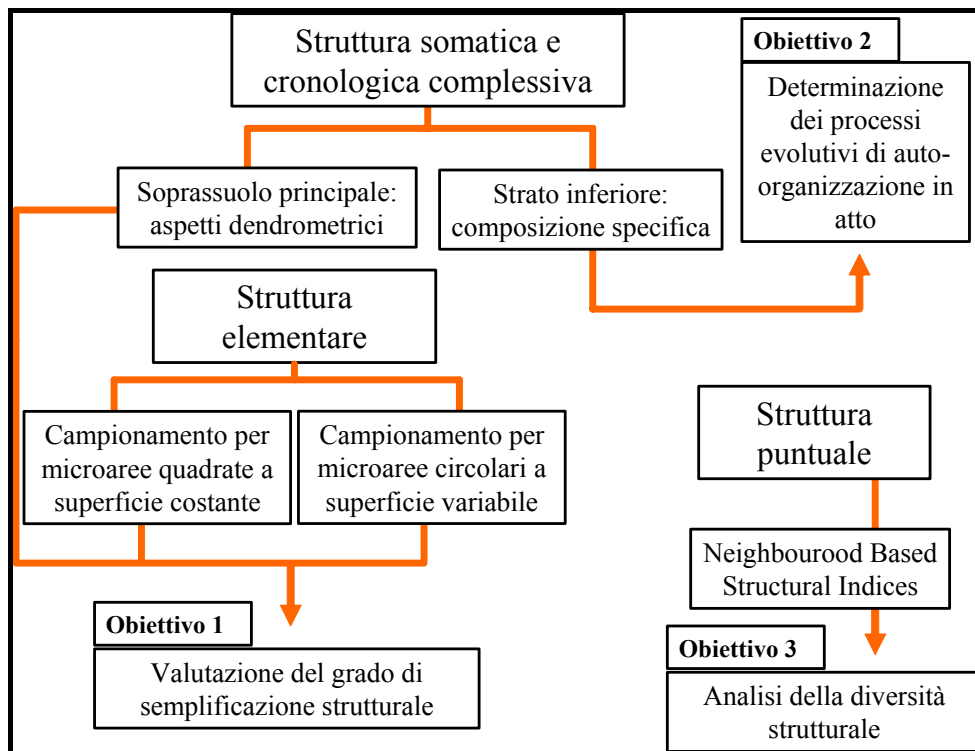 Struttura somatica e
cronologica complessiva
Obiettivo 2
Determinazione
dei processi
evolutivi di auto-
organizzazione in
atto
Soprassuolo principale:
aspetti dendrometrici
Strato inferiore:
composizione specifica
Struttura
elementare
Campionamento per
microaree quadrate a
superficie costante
Campionamento per
microaree circolari a
superficie variabile
Struttura
puntuale
Neighbourood Based
Structural Indices
Obiettivo 1
Valutazione del grado di
semplificazione strutturale
Obiettivo 3
Analisi della diversità
strutturale